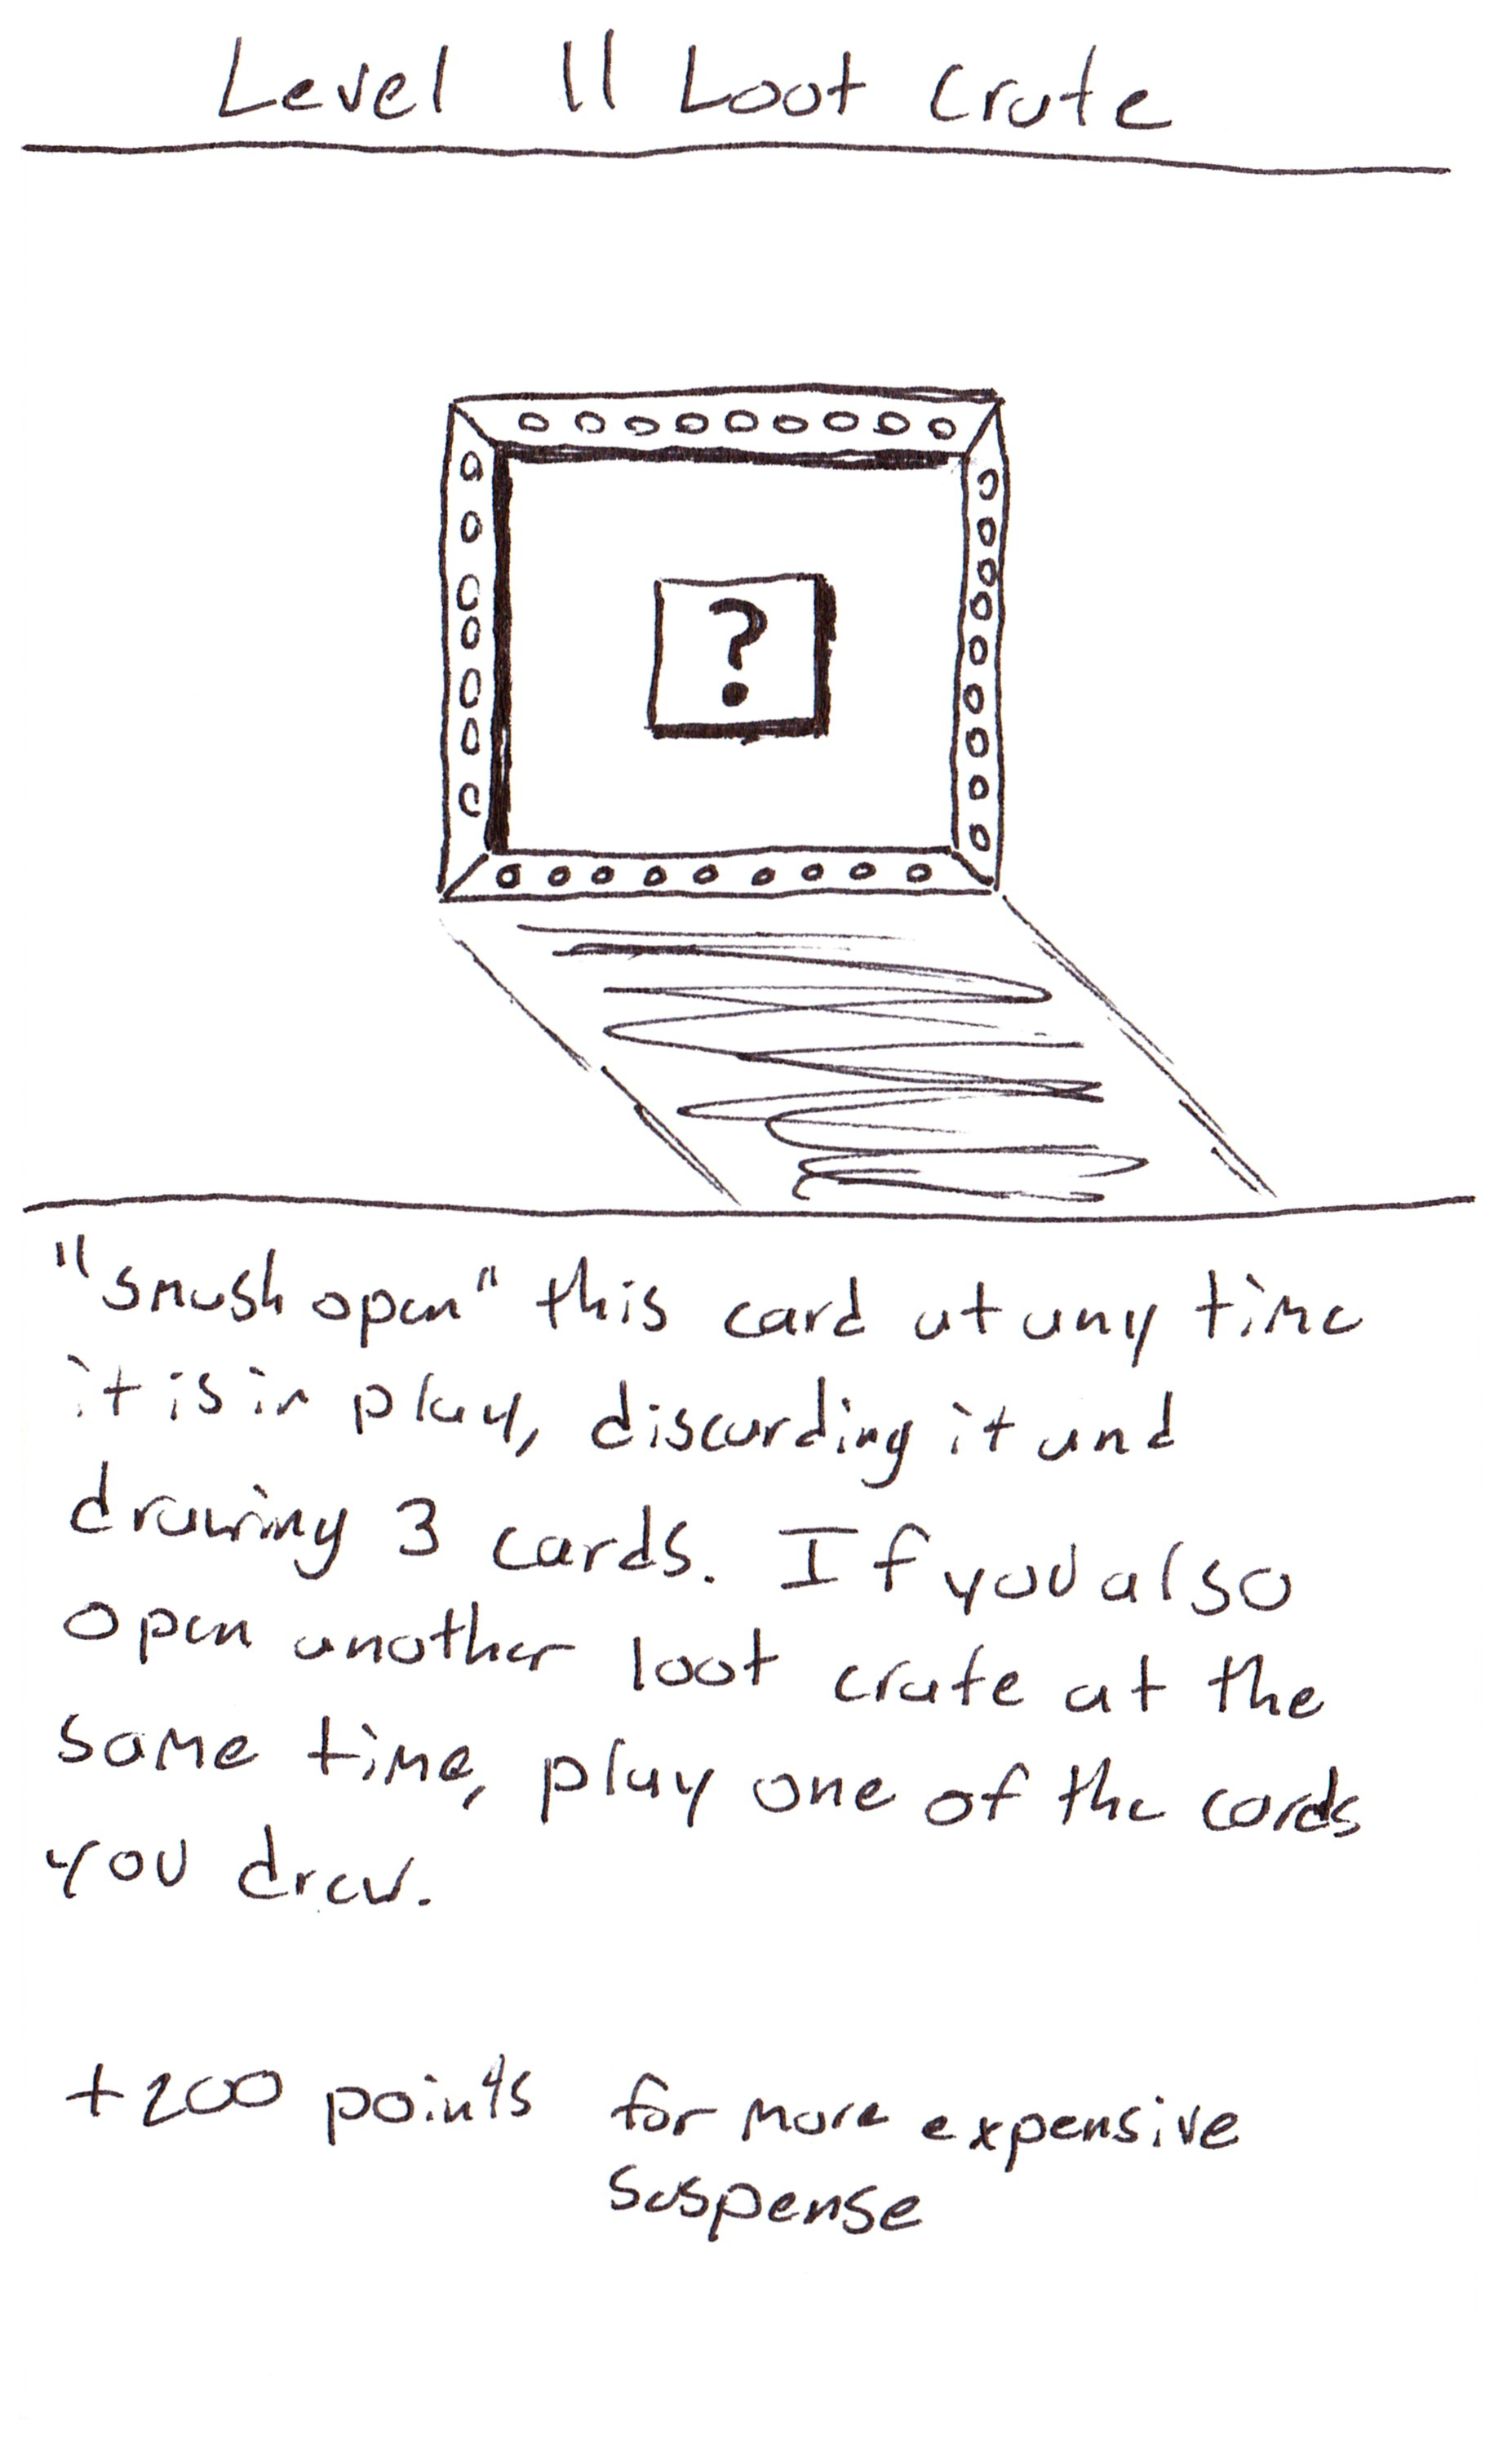 Level 11 Loot Crate
?
"smash open" this card at any time
it is in play, discarding it and
drawing 3 cards. If you also
open another loot crate at the
same time, play one of the cards
you drew.
+200 points for more expensive
suspense